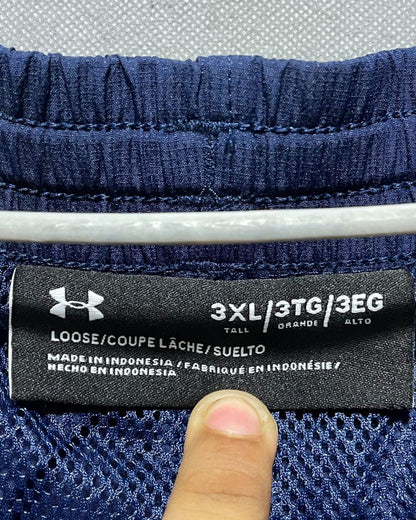 3XL/3TG/3EG
TALL GRANDE ALTO
LOOSE/COUPE LÂCHE/SUELTO
MADE IN INDONESIA / FABRIQUÉ EN INDONÉSIE/
HECHO EN INDONESIA